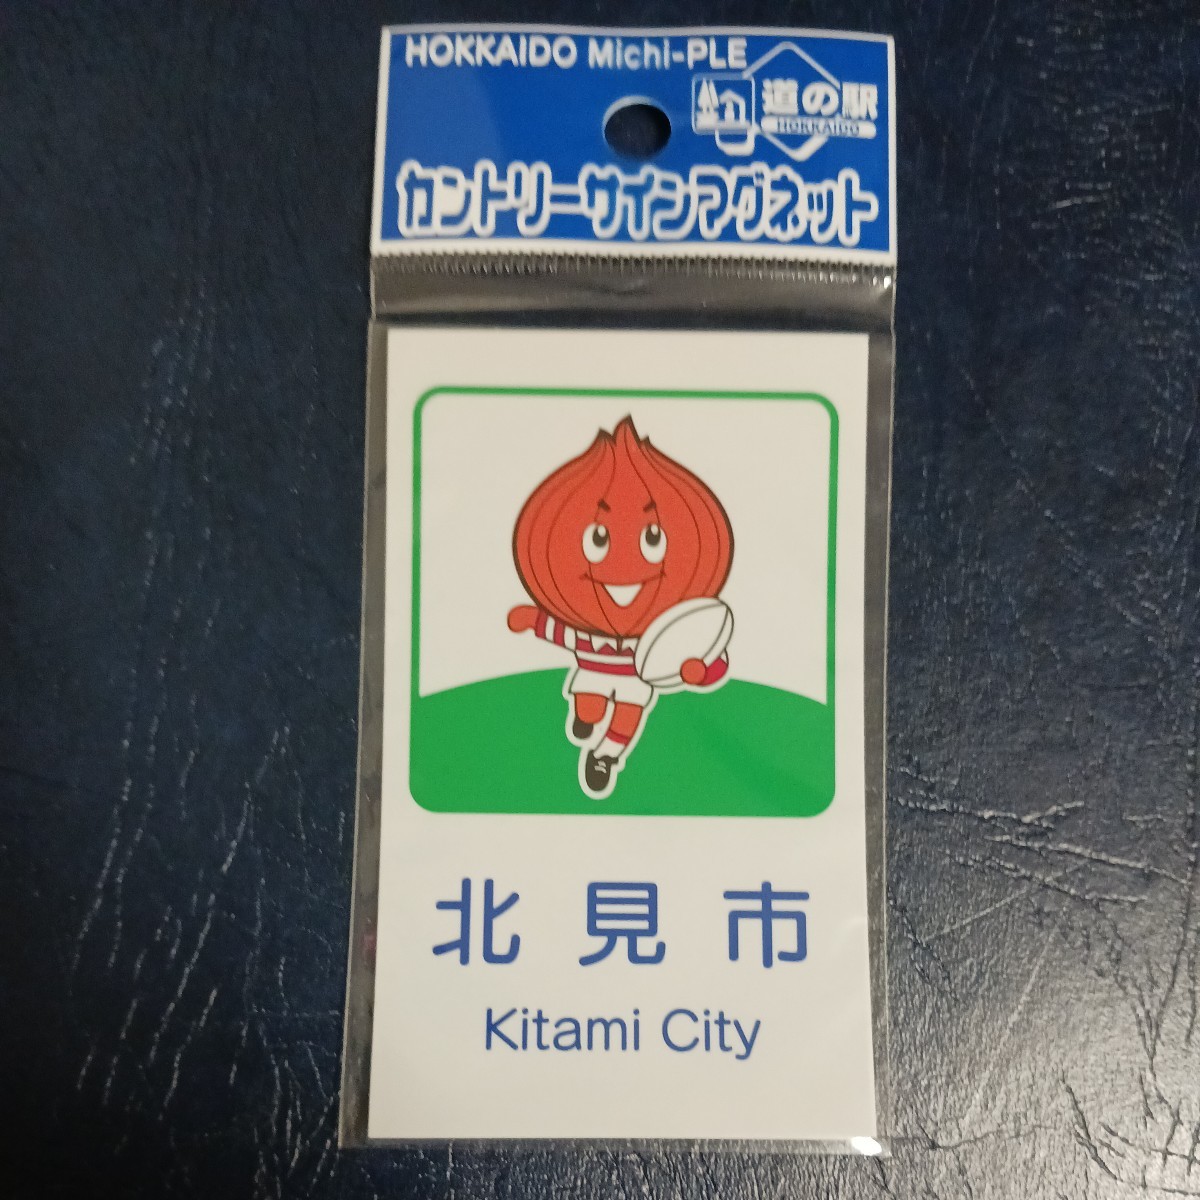 HOKKAIDO Michi-PLE
道の駅
HOKKAIDO
カントリーサインマグネット
北見市
Kitami City